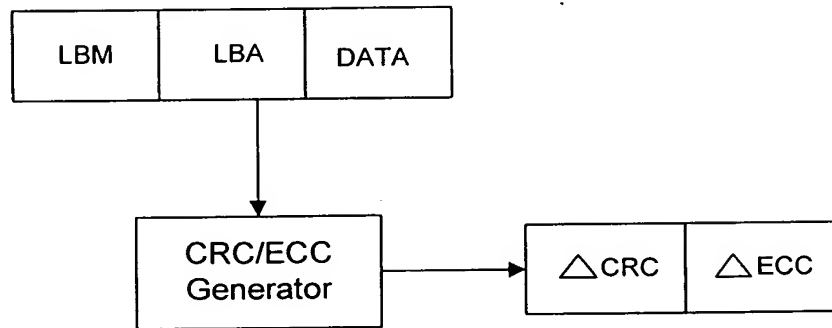 LBM LBA DATA
CRC/ECC
Generator
△CRC △ECC